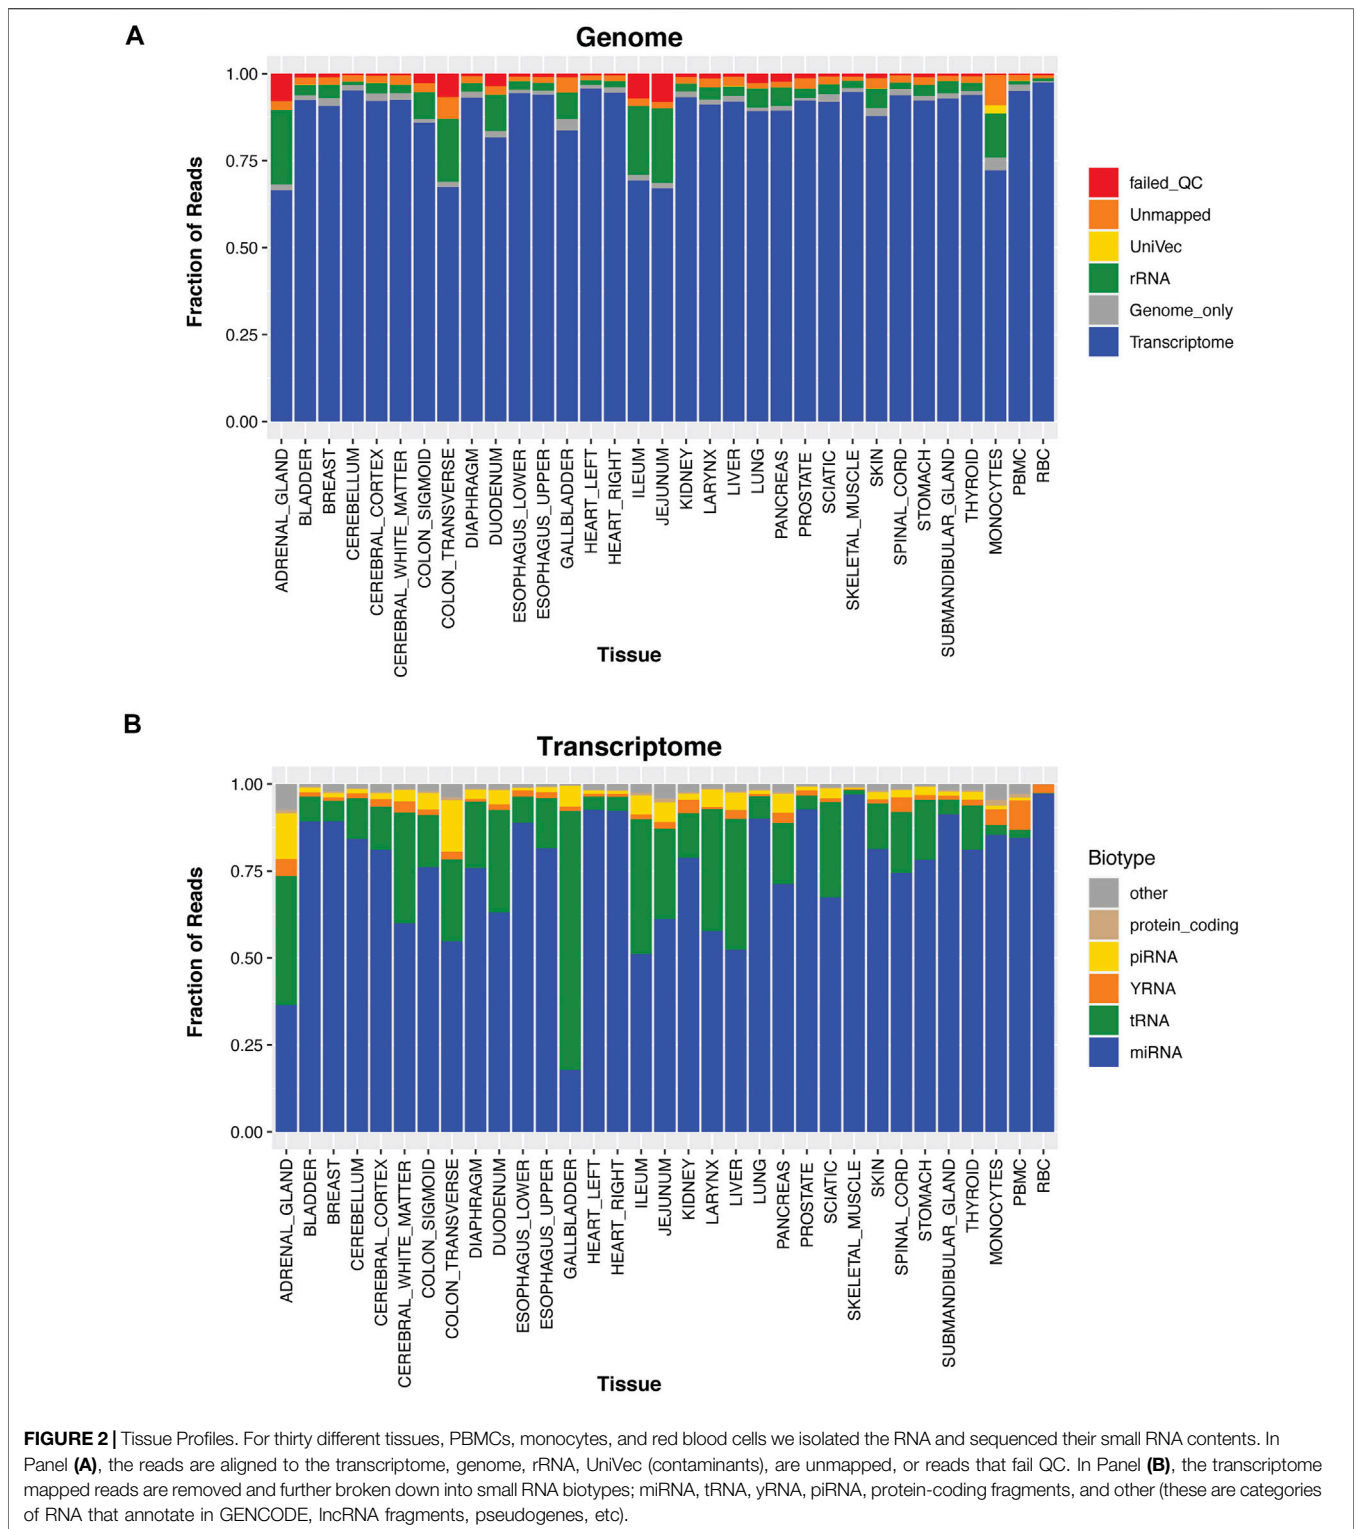 A
Genome
Fraction of Reads
1.00
0.75
0.50
0.25
0.00
failed_QC
Unmapped
UniVec
rRNA
Genome_only
Transcriptome
ADRENAL_GLAND
BLADDER
BREAST
CEREBELLUM
CEREBRAL_CORTEX
CEREBRAL_WHITE_MATTER
COLON_SIGMOID
COLON_TRANSVERSE
DIAPHRAGM
DUODENUM
ESOPHAGUS_LOWER
ESOPHAGUS_UPPER
GALLBLADDER
HEART_LEFT
HEART_RIGHT
ILEUM
JEJUNUM
KIDNEY
LARYNX
LIVER
LUNG
PANCREAS
PROSTATE
SCIATIC
SKELETAL_MUSCLE
SKIN
SPINAL_CORD
STOMACH
SUBMANDIBULAR_GLAND
THYROID
MONOCYTES
PBMC
RBC
Tissue
B
Transcriptome
Fraction of Reads
1.00
0.75
0.50
0.25
0.00
Biotype
other
protein_coding
piRNA
YRNA
tRNA
miRNA
ADRENAL_GLAND
BLADDER
BREAST
CEREBELLUM
CEREBRAL_CORTEX
CEREBRAL_WHITE_MATTER
COLON_SIGMOID
COLON_TRANSVERSE
DIAPHRAGM
DUODENUM
ESOPHAGUS_LOWER
ESOPHAGUS_UPPER
GALLBLADDER
HEART_LEFT
HEART_RIGHT
ILEUM
JEJUNUM
KIDNEY
LARYNX
LIVER
LUNG
PANCREAS
PROSTATE
SCIATIC
SKELETAL_MUSCLE
SKIN
SPINAL_CORD
STOMACH
SUBMANDIBULAR_GLAND
THYROID
MONOCYTES
PBMC
RBC
Tissue
FIGURE 2 | Tissue Profiles. For thirty different tissues, PBMCs, monocytes, and red blood cells we isolated the RNA and sequenced their small RNA contents. In
Panel (A), the reads are aligned to the transcriptome, genome, rRNA, UniVec (contaminants), are unmapped, or reads that fail QC. In Panel (B), the transcriptome
mapped reads are removed and further broken down into small RNA biotypes; miRNA, tRNA, yRNA, piRNA, protein-coding fragments, and other (these are categories
of RNA that annotate in GENCODE, lncRNA fragments, pseudogenes, etc).